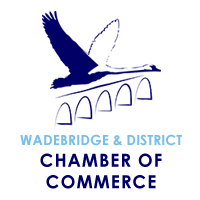 WADEBRIDGE & DISTRICT
CHAMBER OF
COMMERCE